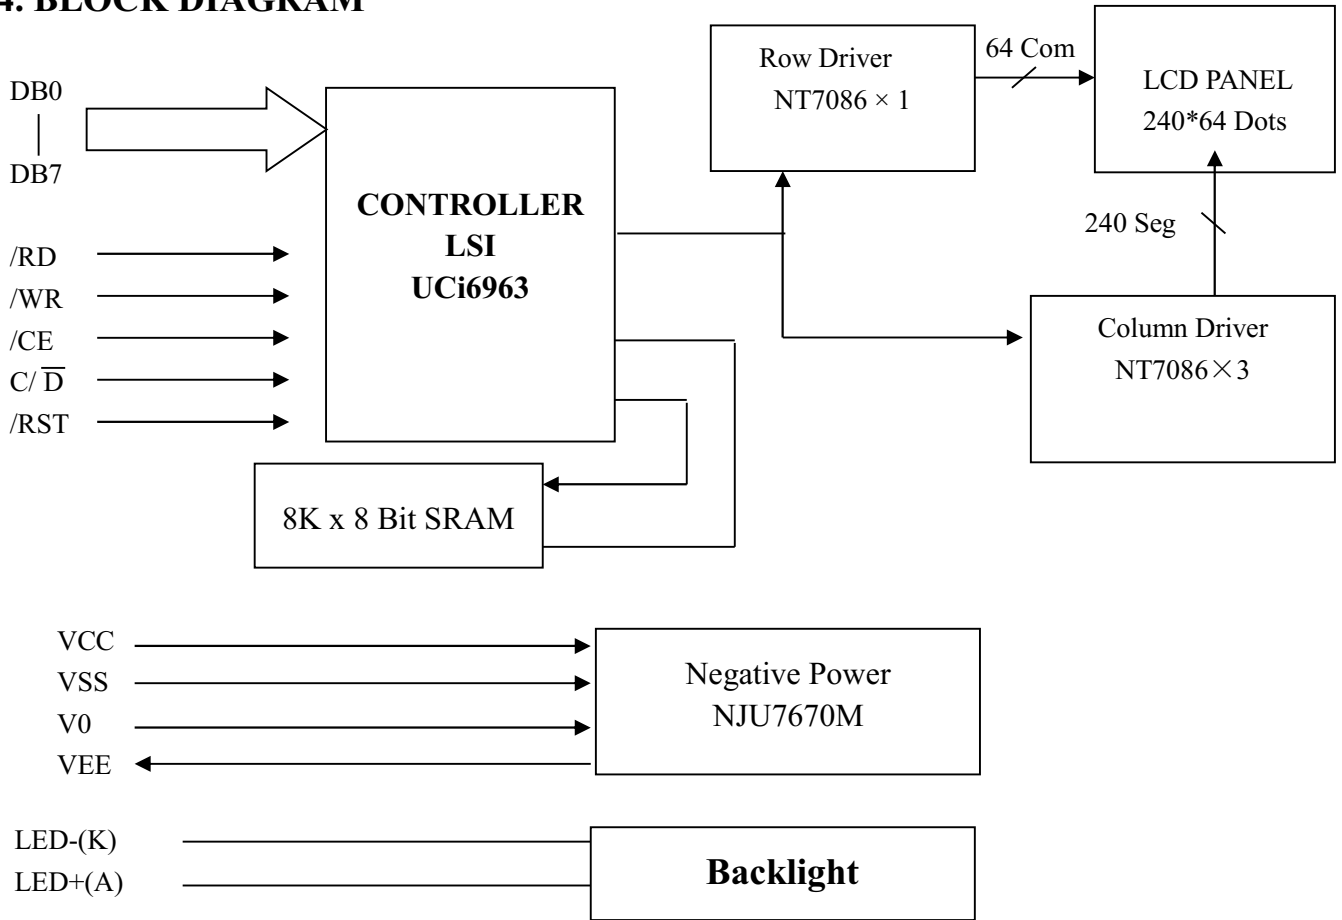 4. BLOCK DIAGRAM
DB0
|
DB7
/RD
/WR
/CE
C/ D̅
/RST
CONTROLLER
LSI
UCi6963
8K x 8 Bit SRAM
Row Driver
NT7086 × 1
64 Com
LCD PANEL
240*64 Dots
240 Seg
Column Driver
NT7086×3
VCC
VSS
V0
VEE
Negative Power
NJU7670M
LED-(K)
LED+(A)
Backlight